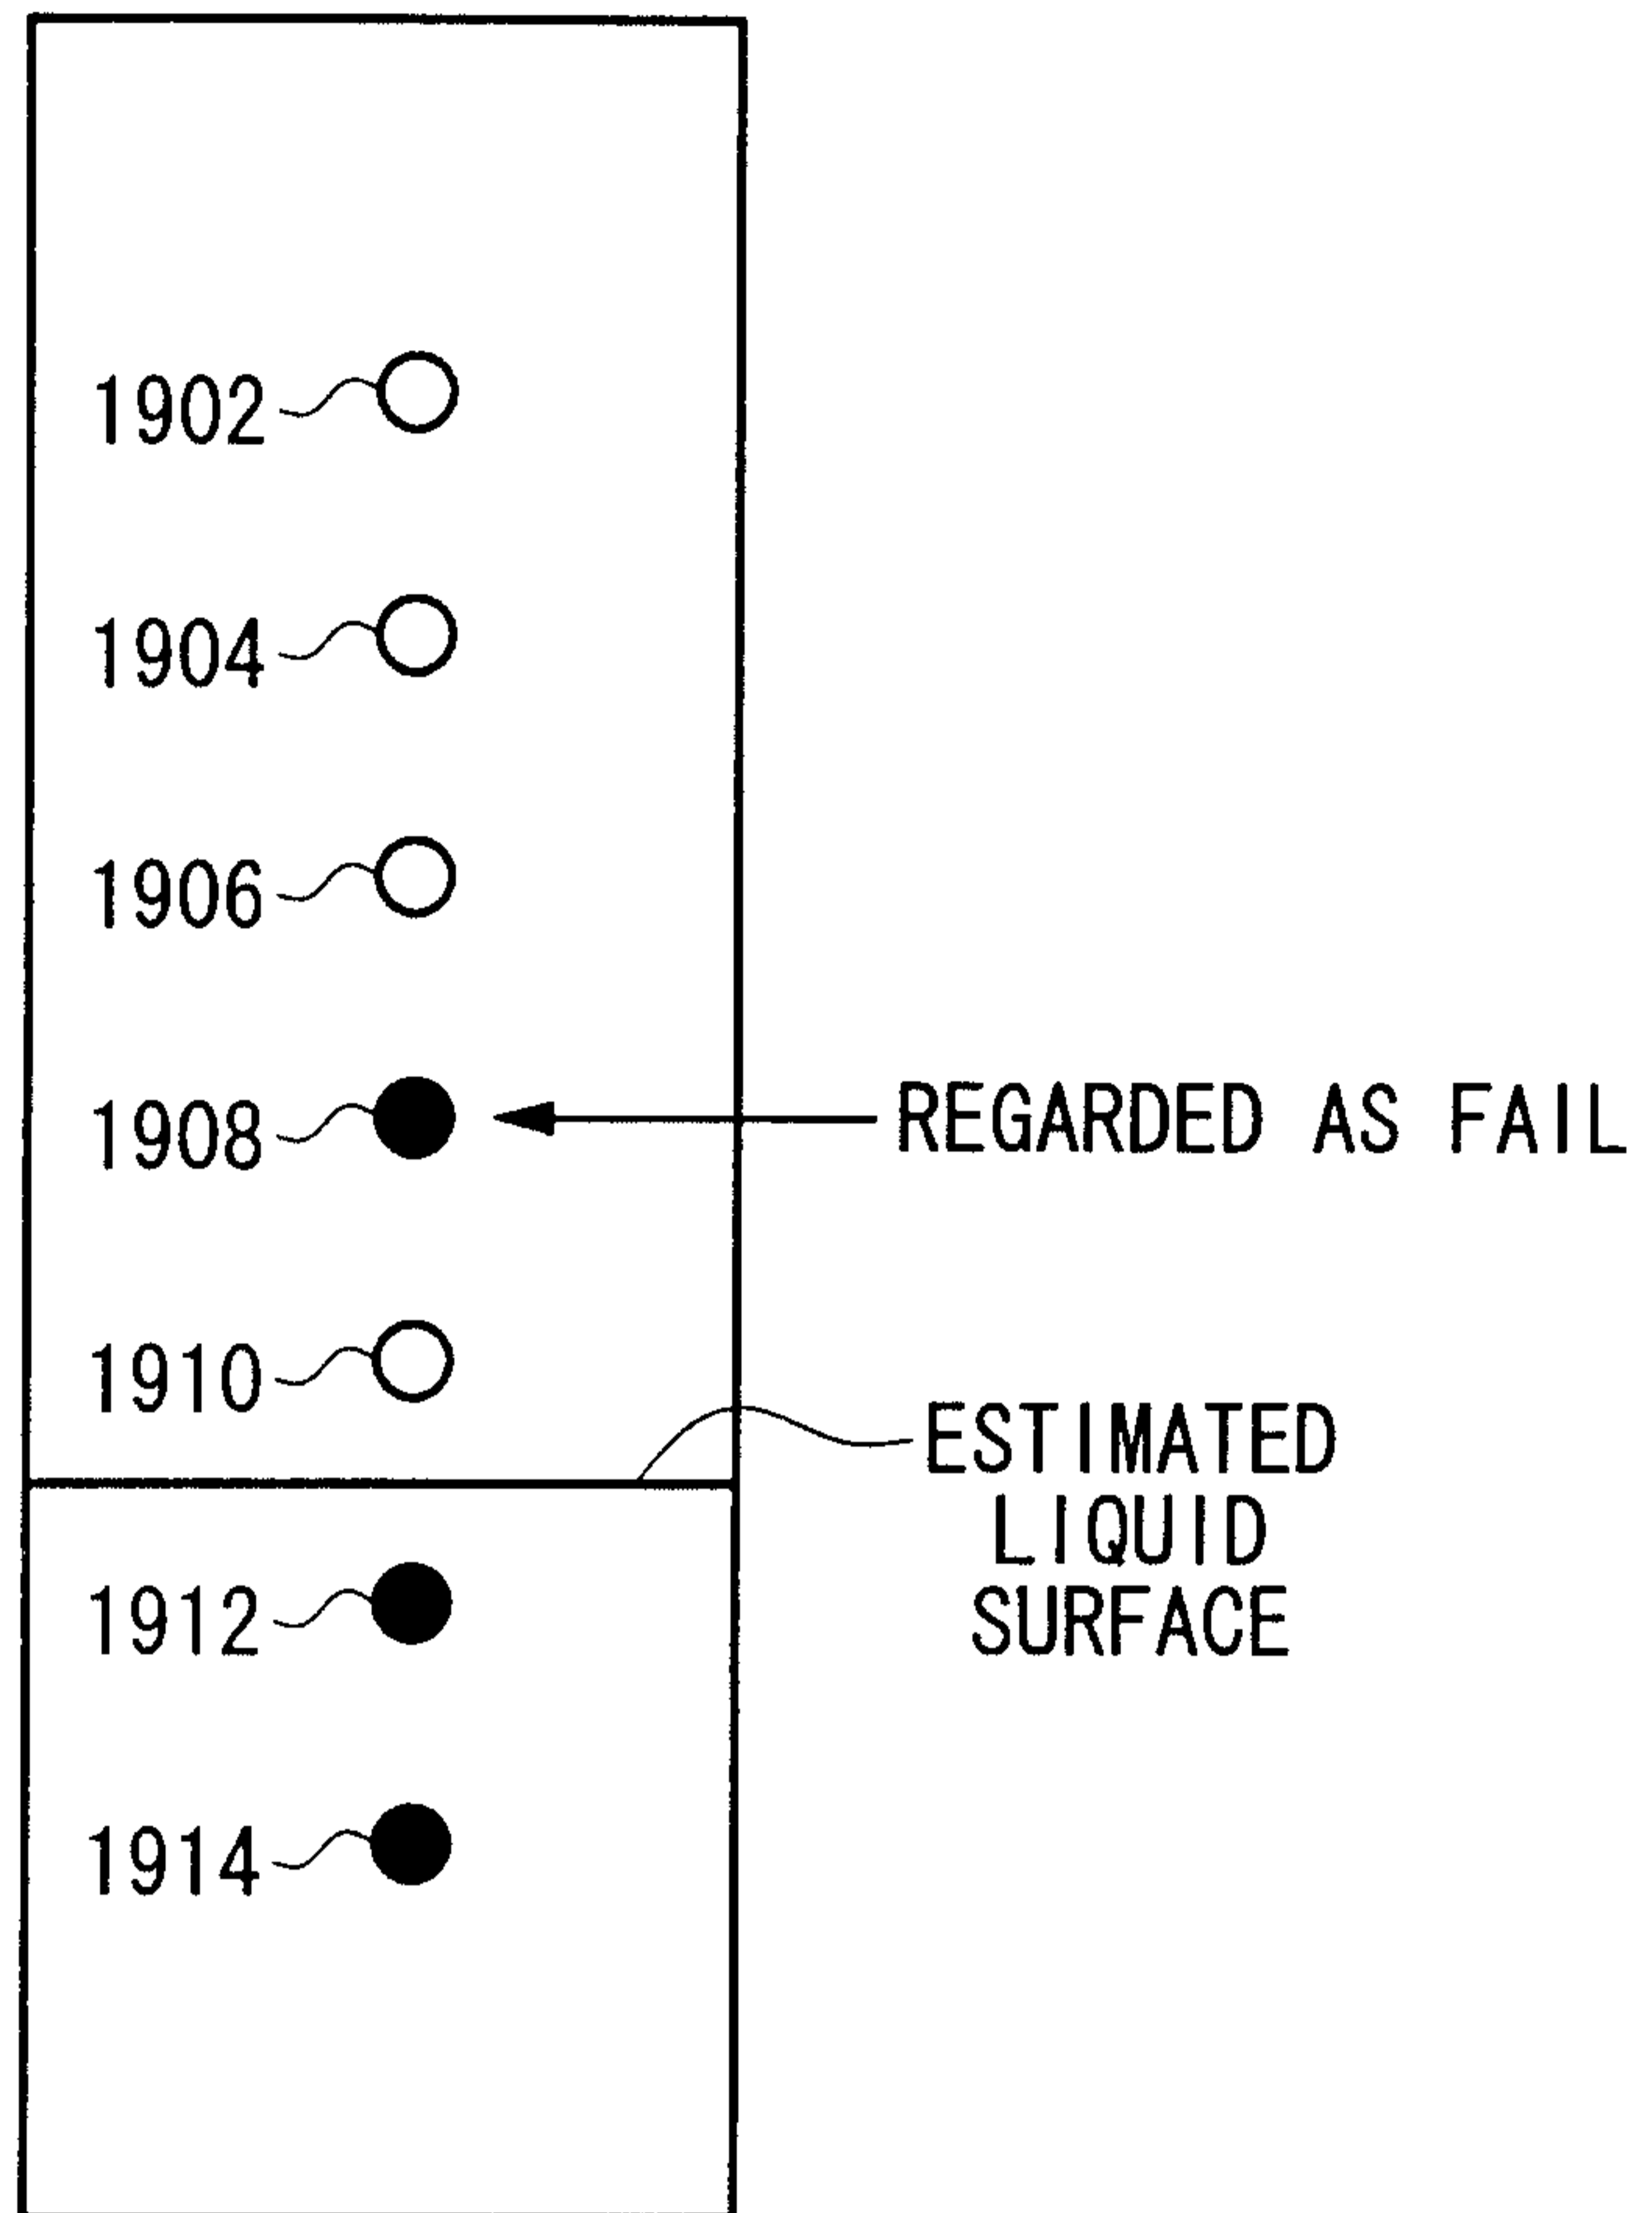 1902
1904
1906
1908
REGARDED AS FAIL
1910
ESTIMATED
LIQUID
SURFACE
1912
1914